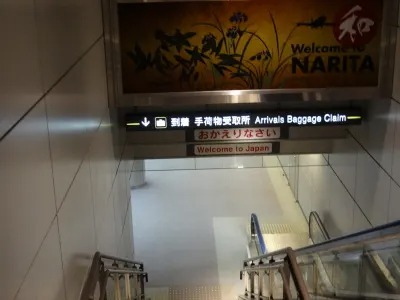 和
Welcome to
NARITA
到着 手荷物受取所 Arrivals Baggage Claim
おかえりなさい
Welcome to Japan